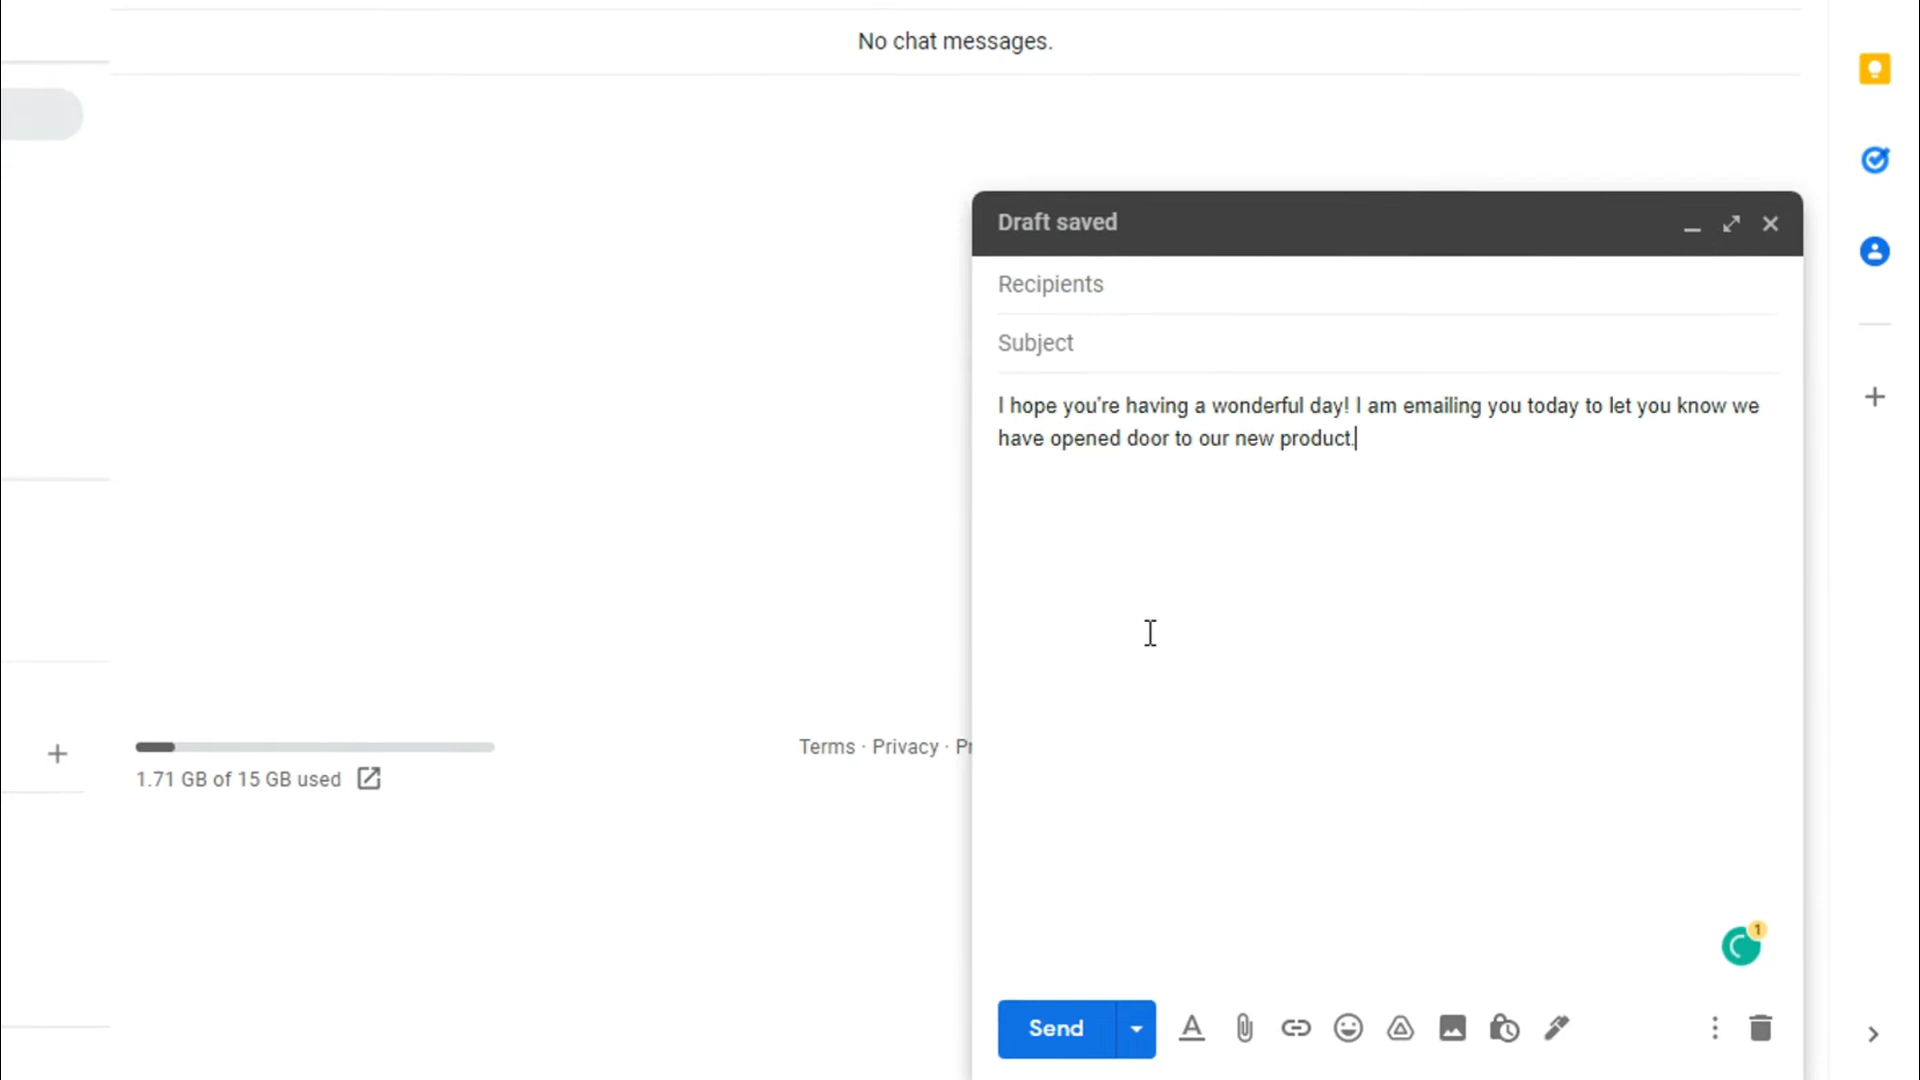 No chat messages.
Draft saved
Recipients
Subject
I hope you're having a wonderful day! I am emailing you today to let you know we
have opened door to our new product.
Terms · Privacy · Pr
1.71 GB of 15 GB used
1
Send